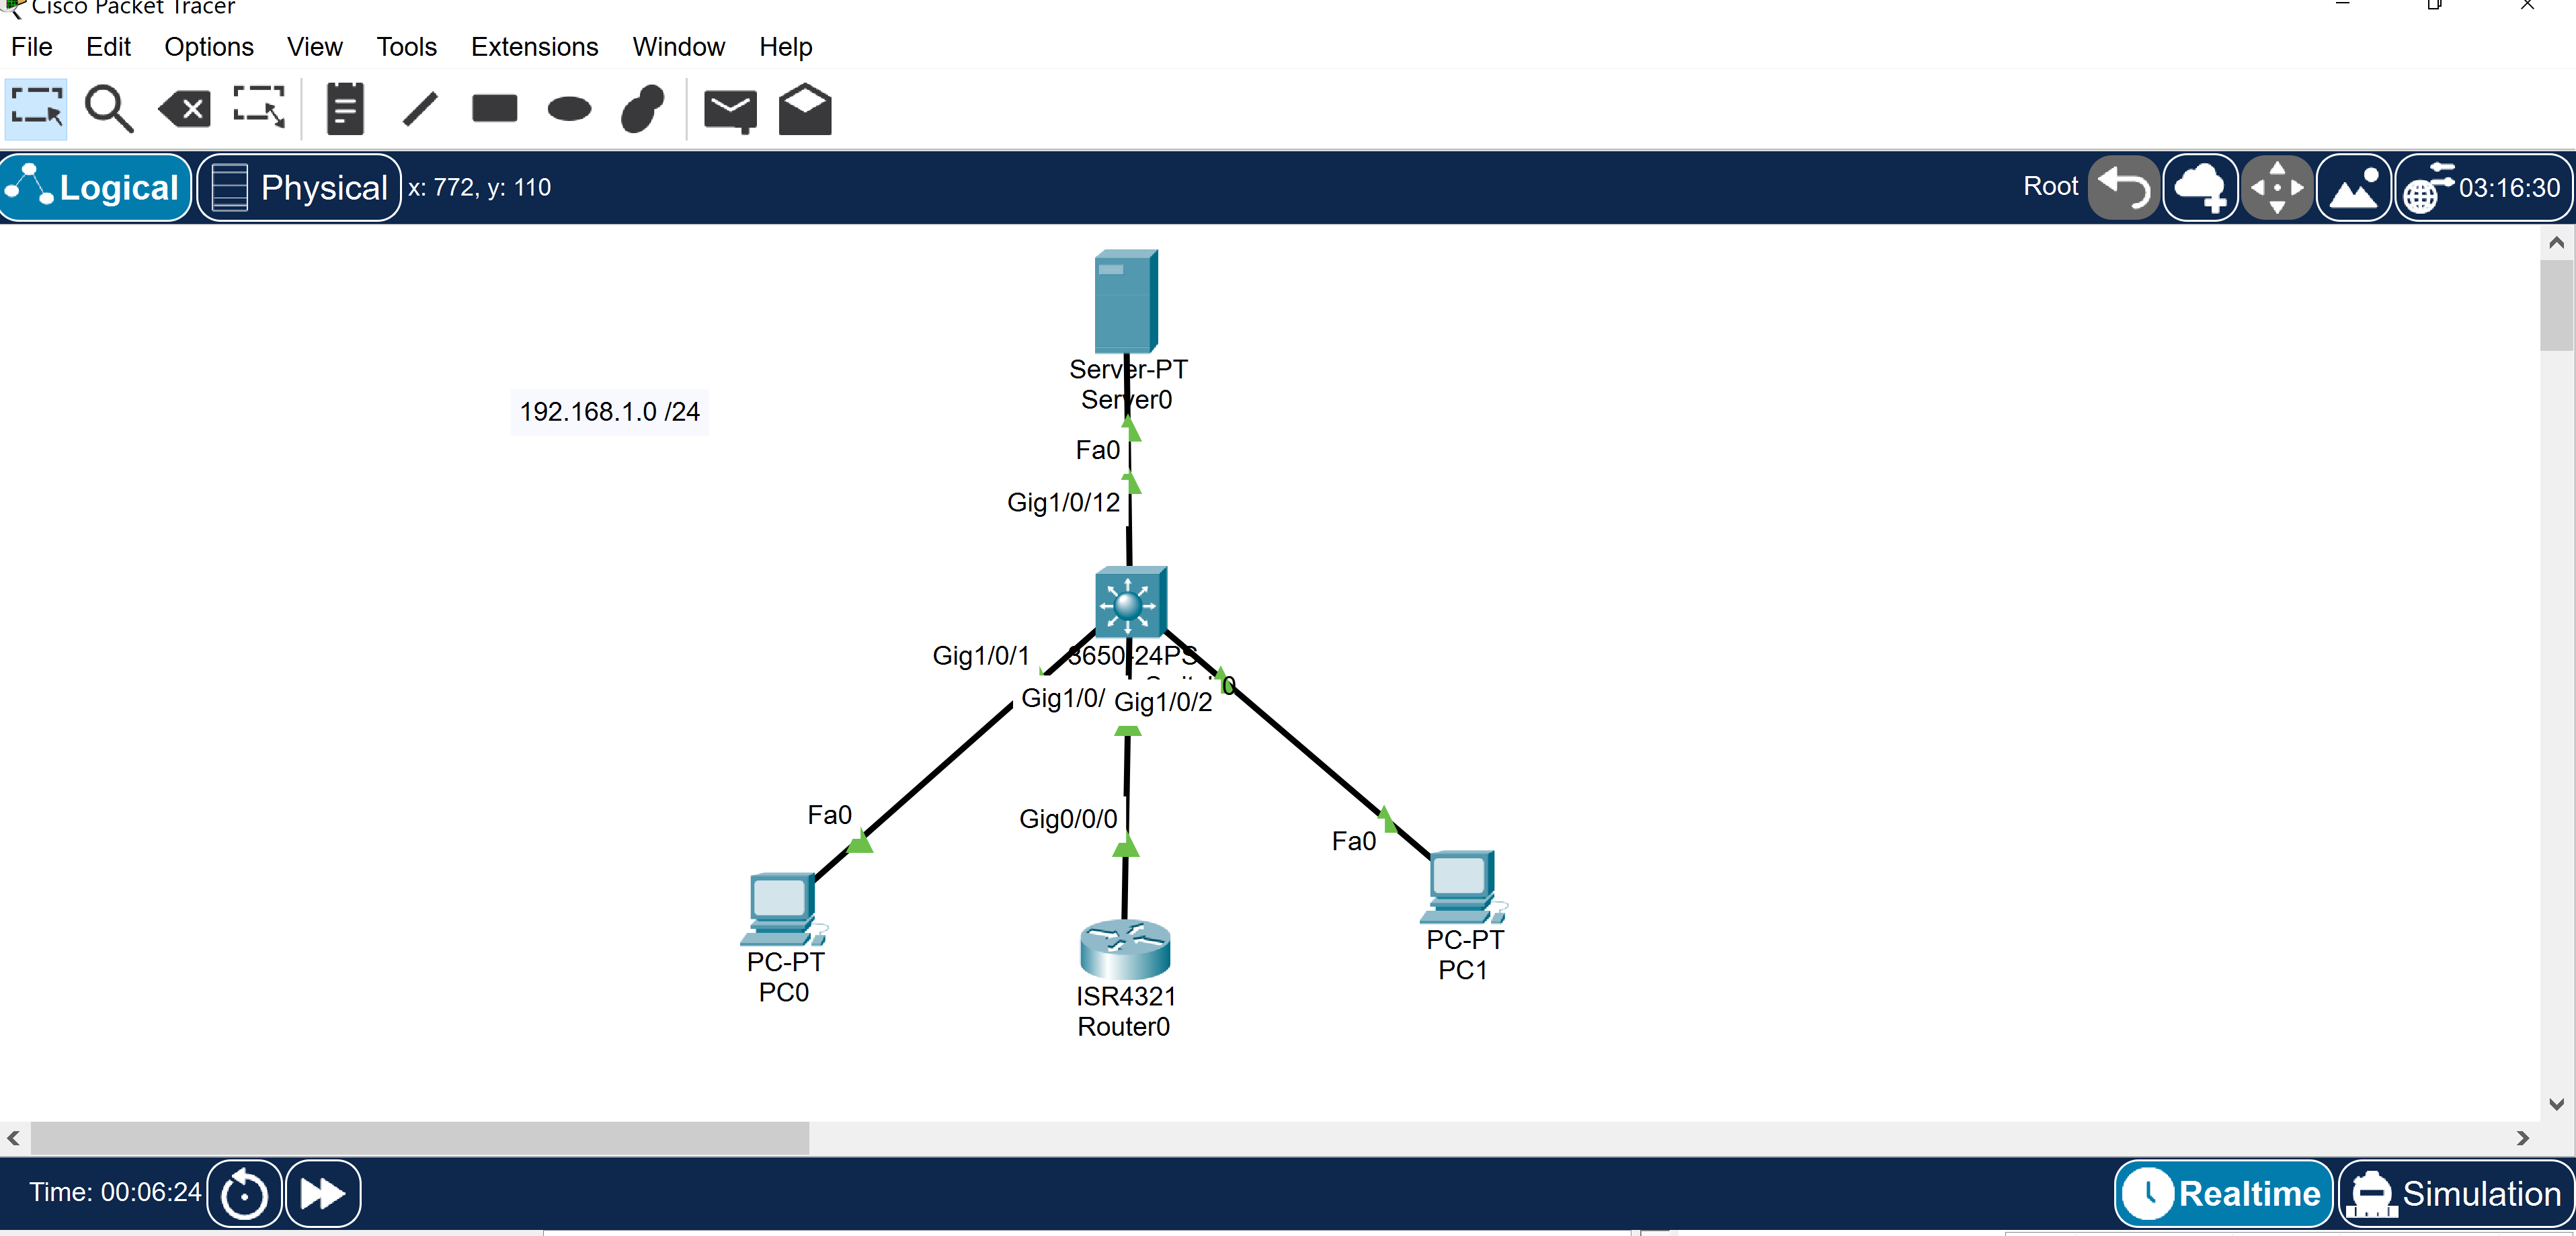 Cisco Packet Tracer
File Edit Options View Tools Extensions Window Help
Logical Physical x: 772, y: 110 Root 03:16:30
Server-PT
Server0
192.168.1.0 /24
Fa0
Gig1/0/12
Gig1/0/1 3650-24PS
Gig1/0/ Gig1/0/2
Fa0
Gig0/0/0
Fa0
PC-PT
PC1
PC-PT
PC0
ISR4321
Router0
Time: 00:06:24 Realtime Simulation